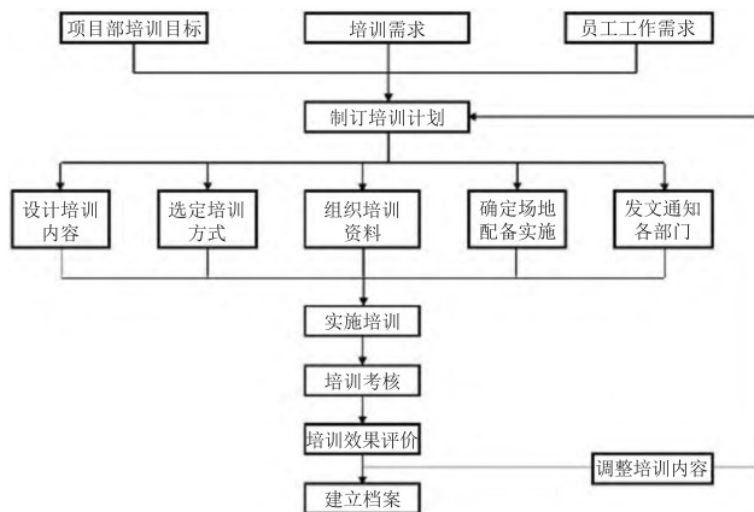 项目部培训目标
培训需求
员工工作需求
制订培训计划
设计培训
内容
选定培训
方式
组织培训
资料
确定场地
配备实施
发文通知
各部门
实施培训
培训考核
培训效果评价
调整培训内容
建立档案